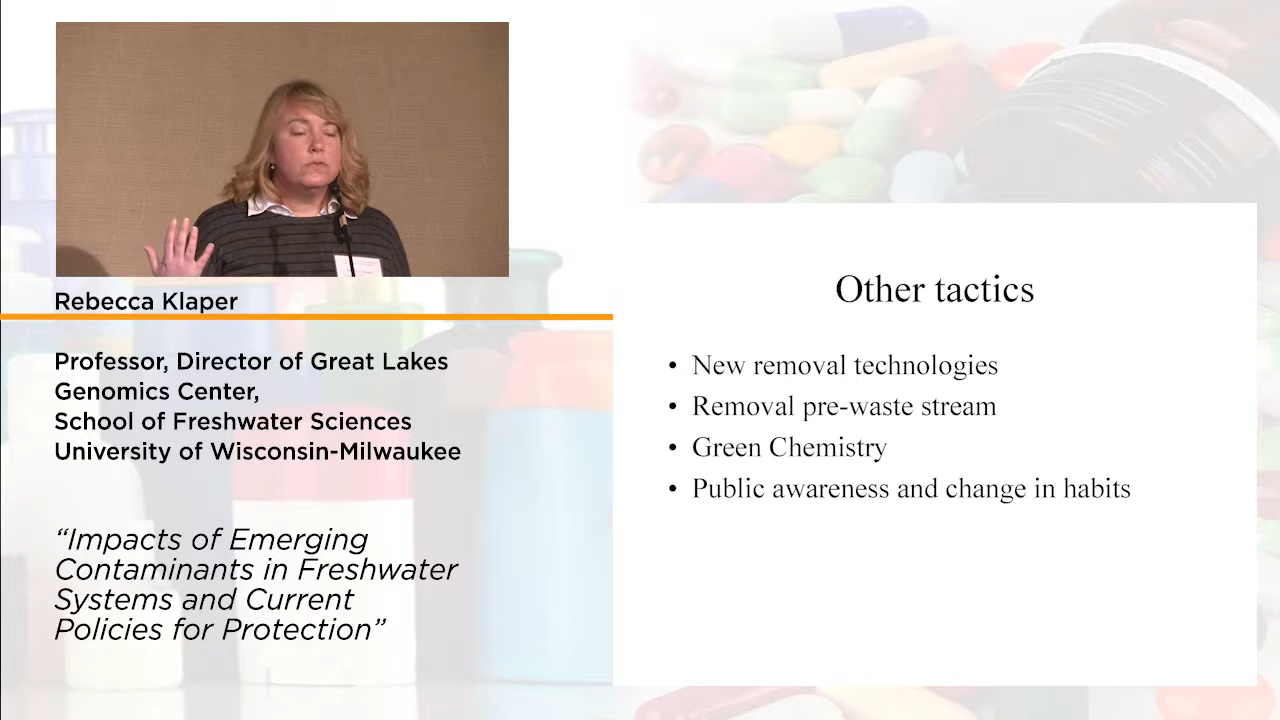 Rebecca Klaper
Professor, Director of Great Lakes
Genomics Center,
School of Freshwater Sciences
University of Wisconsin-Milwaukee
“Impacts of Emerging
Contaminants in Freshwater
Systems and Current
Policies for Protection”
Other tactics
• New removal technologies
• Removal pre-waste stream
• Green Chemistry
• Public awareness and change in habits